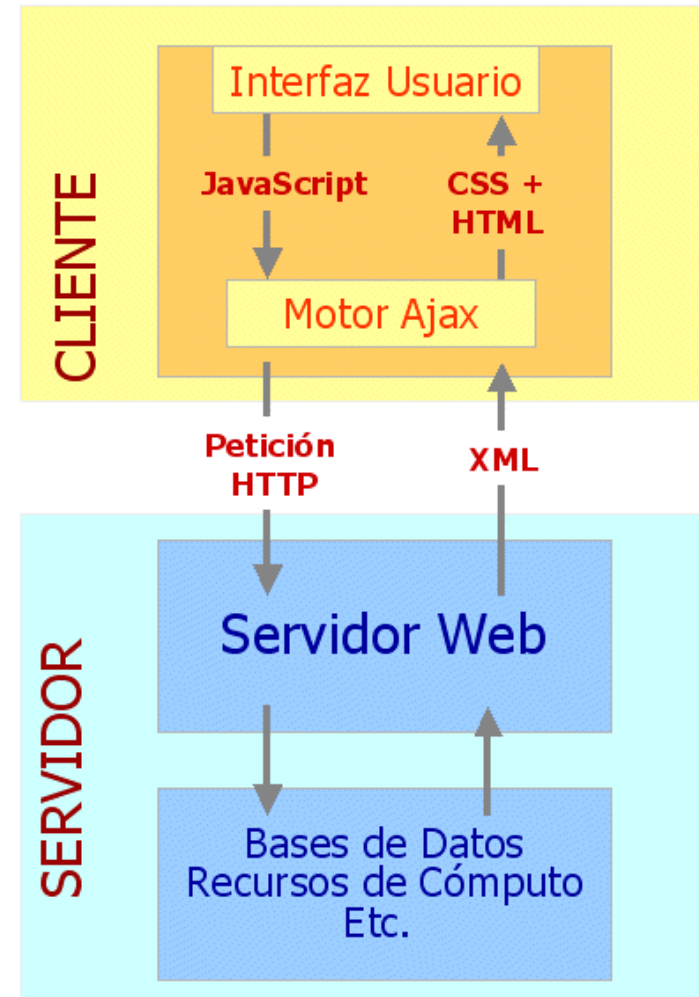 CLIENTE
Interfaz Usuario
JavaScript
CSS +
HTML
Motor Ajax
Petición
HTTP
XML
SERVIDOR
Servidor Web
Bases de Datos
Recursos de Cómputo
Etc.